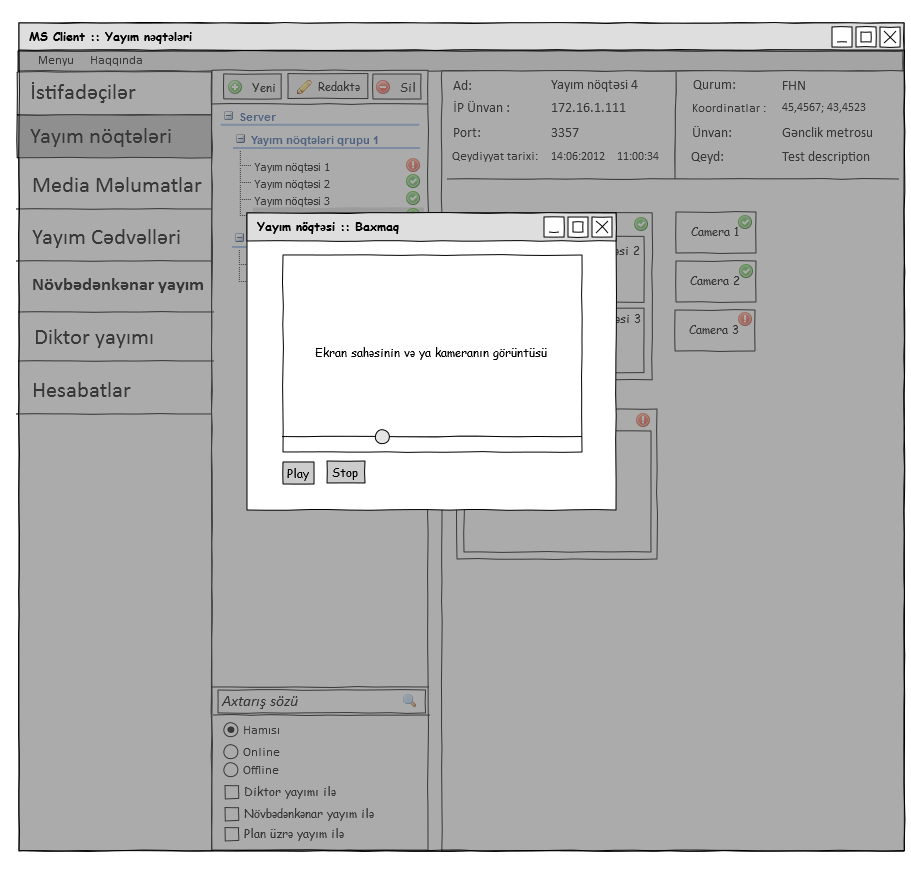 MS Client :: Yayım nəqtələri
Menyu Haqqında
İstifadəçilər
Yayım nöqtələri
Media Məlumatlar
Yayım Cədvəlləri
Növbədənkənar yayım
Diktor yayımı
Hesabatlar
Yeni Redaktə Sil
Server
Yayım nöqtələri qrupu 1
Yayım nöqtəsi 1
Yayım nöqtəsi 2
Yayım nöqtəsi 3
Ad: Yayım nöqtəsi 4
İP Ünvan : 172.16.1.111
Port: 3357
Qeydiyyat tarixi: 14:06:2012 11:00:34
Qurum: FHN
Koordinatlar : 45,4567; 43,4523
Ünvan: Gənclik metrosu
Qeyd: Test description
Yayım nöqtəsi :: Baxmaq
Ekran sahəsinin və ya kameranın görüntüsü
Play Stop
əsi 2
əsi 3
Camera 1
Camera 2
Camera 3
Axtarış sözü
Hamısı
Online
Offline
Diktor yayımı ilə
Növbədənkənar yayım ilə
Plan üzrə yayım ilə